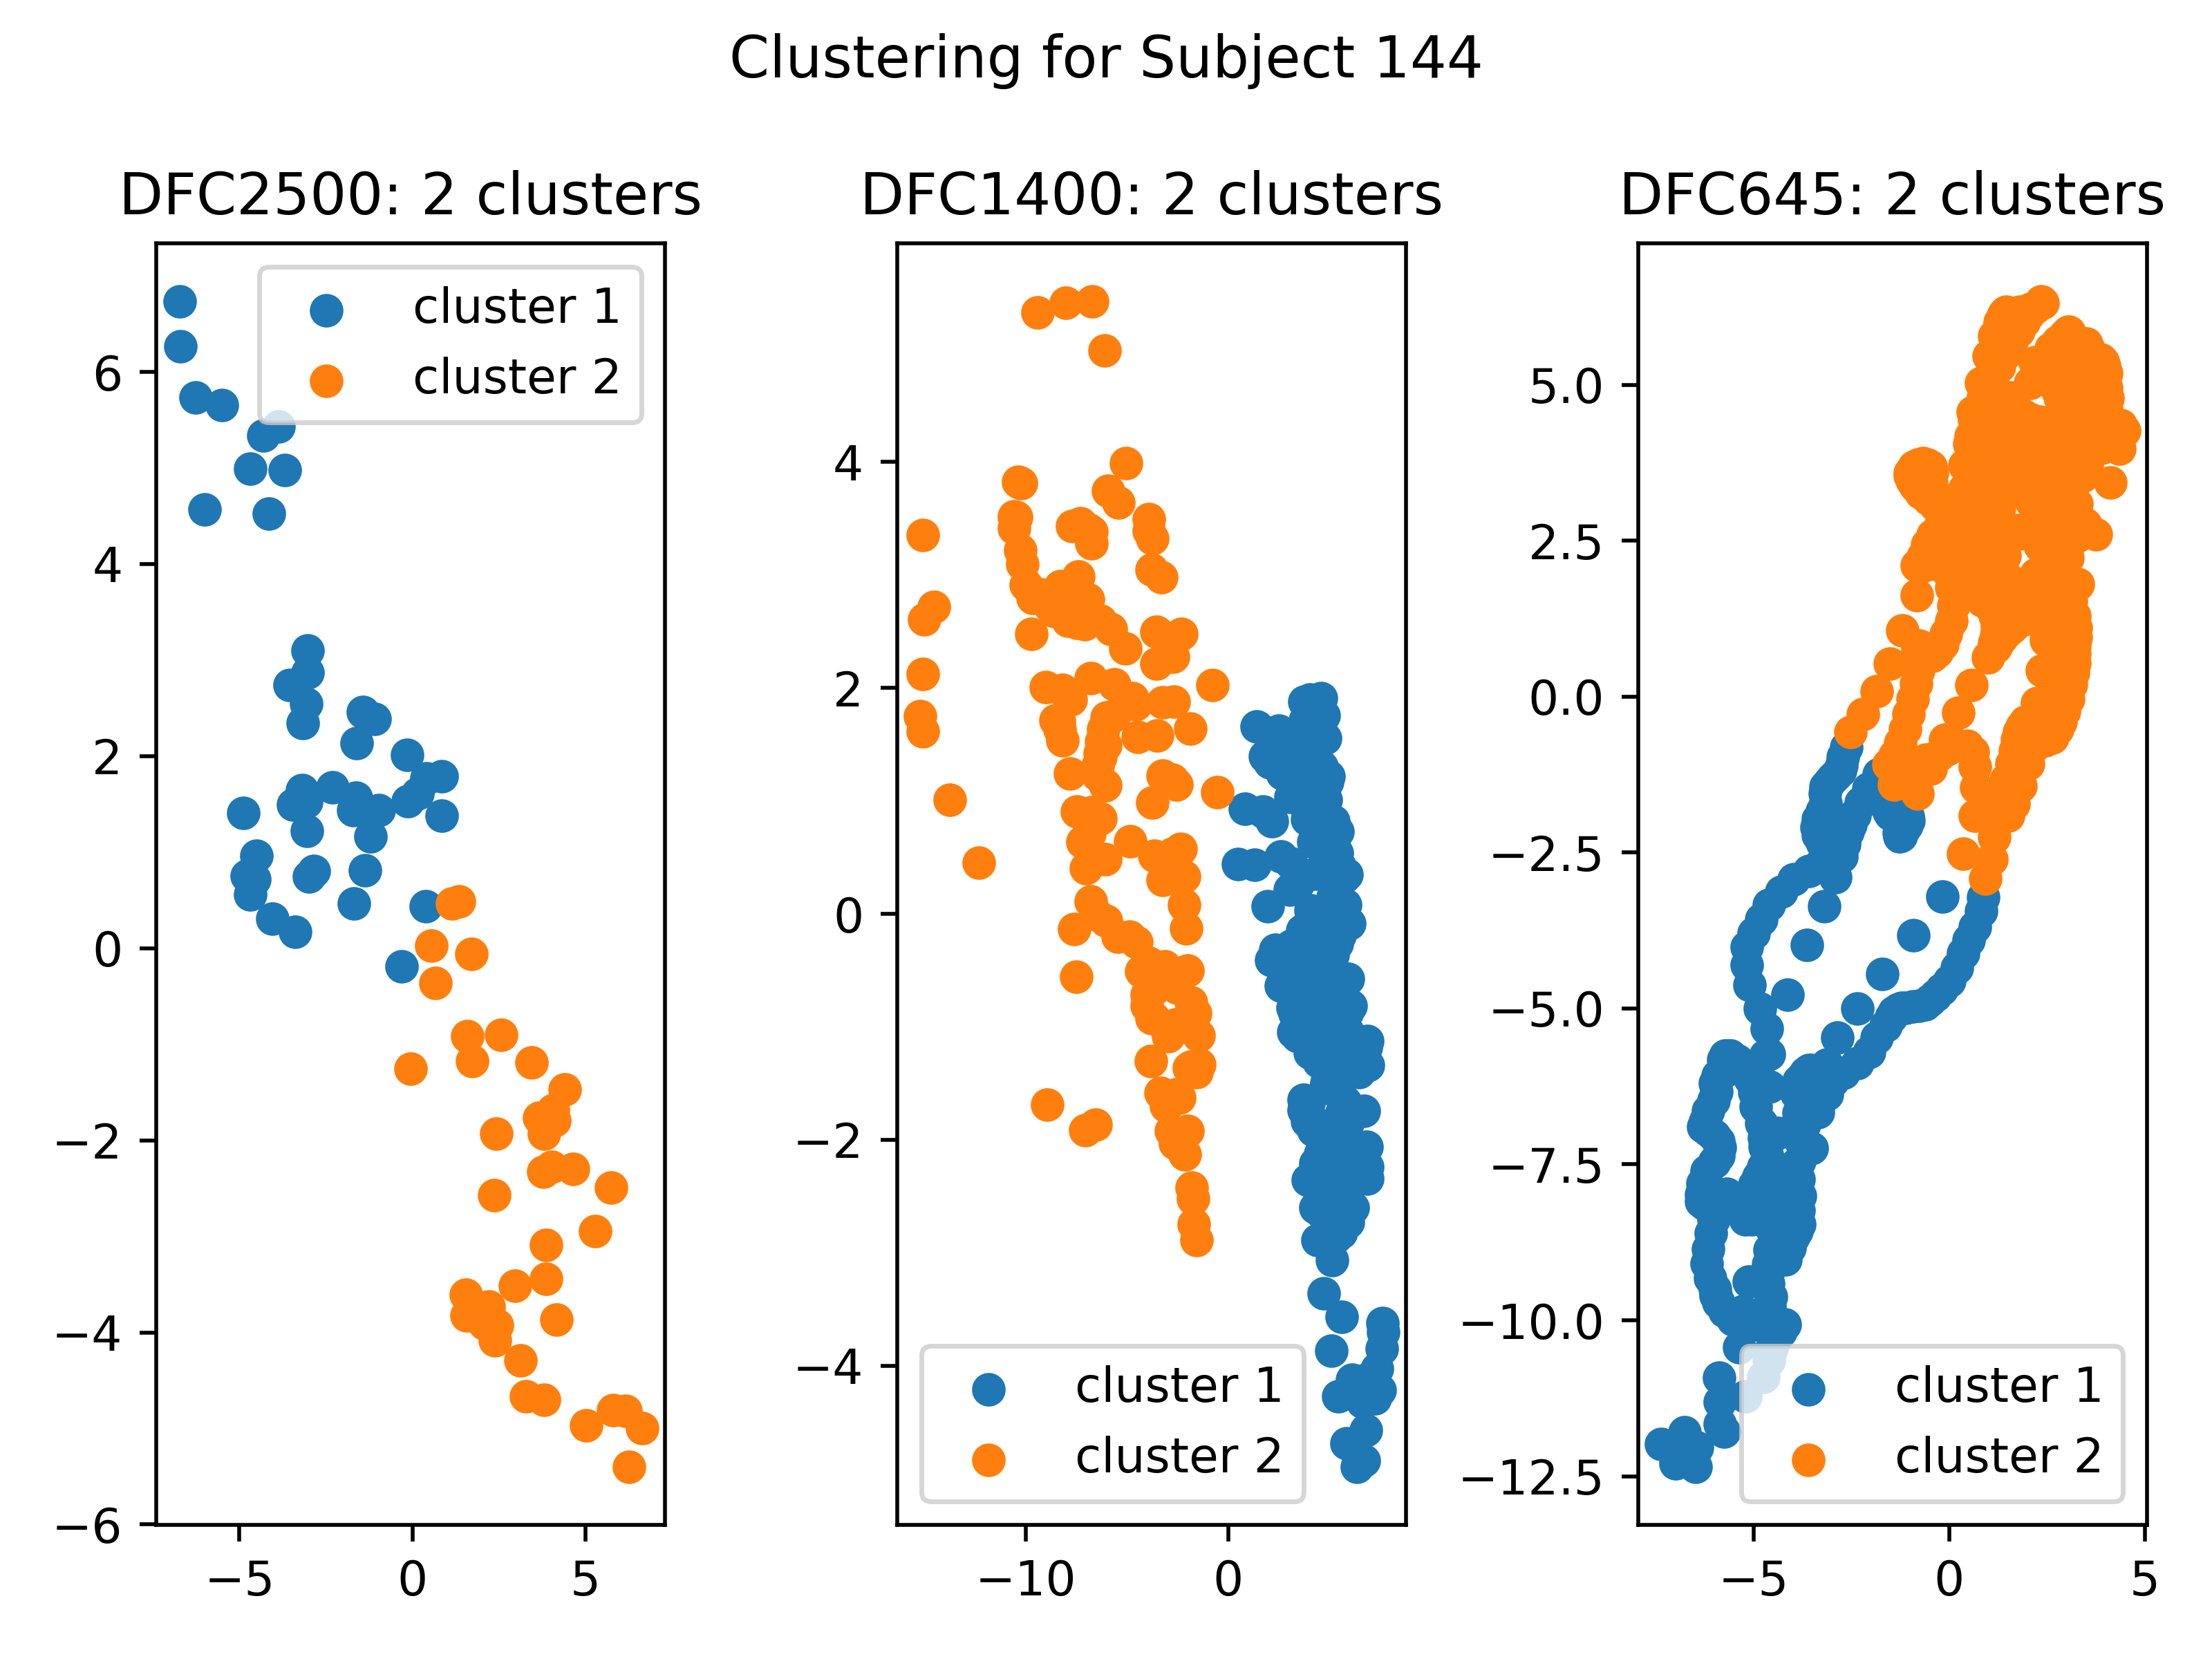 Clustering for Subject 144
DFC2500: 2 clusters
6
4
2
0
−2
−4
−6
−5
0
5
cluster 1
cluster 2
DFC1400: 2 clusters
4
2
0
−2
−4
−10
0
cluster 1
cluster 2
DFC645: 2 clusters
5.0
2.5
0.0
−2.5
−5.0
−7.5
−10.0
−12.5
−5
0
5
cluster 1
cluster 2